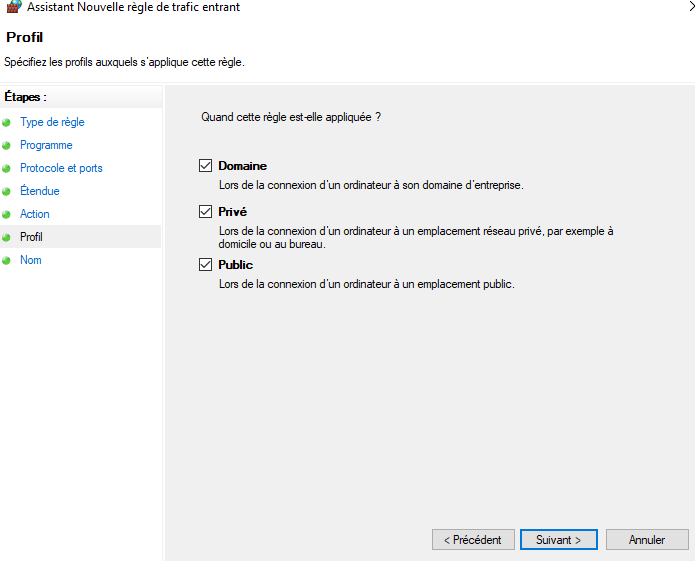 Assistant Nouvelle règle de trafic entrant
Profil
Spécifiez les profils auxquels s'applique cette règle.
Étapes :
Type de règle
Programme
Protocole et ports
Étendue
Action
Profil
Nom
Quand cette règle est-elle appliquée ?
Domaine
Lors de la connexion d'un ordinateur à son domaine d'entreprise.
Privé
Lors de la connexion d'un ordinateur à un emplacement réseau privé, par exemple à
domicile ou au bureau.
Public
Lors de la connexion d'un ordinateur à un emplacement public.
< Précédent
Suivant >
Annuler